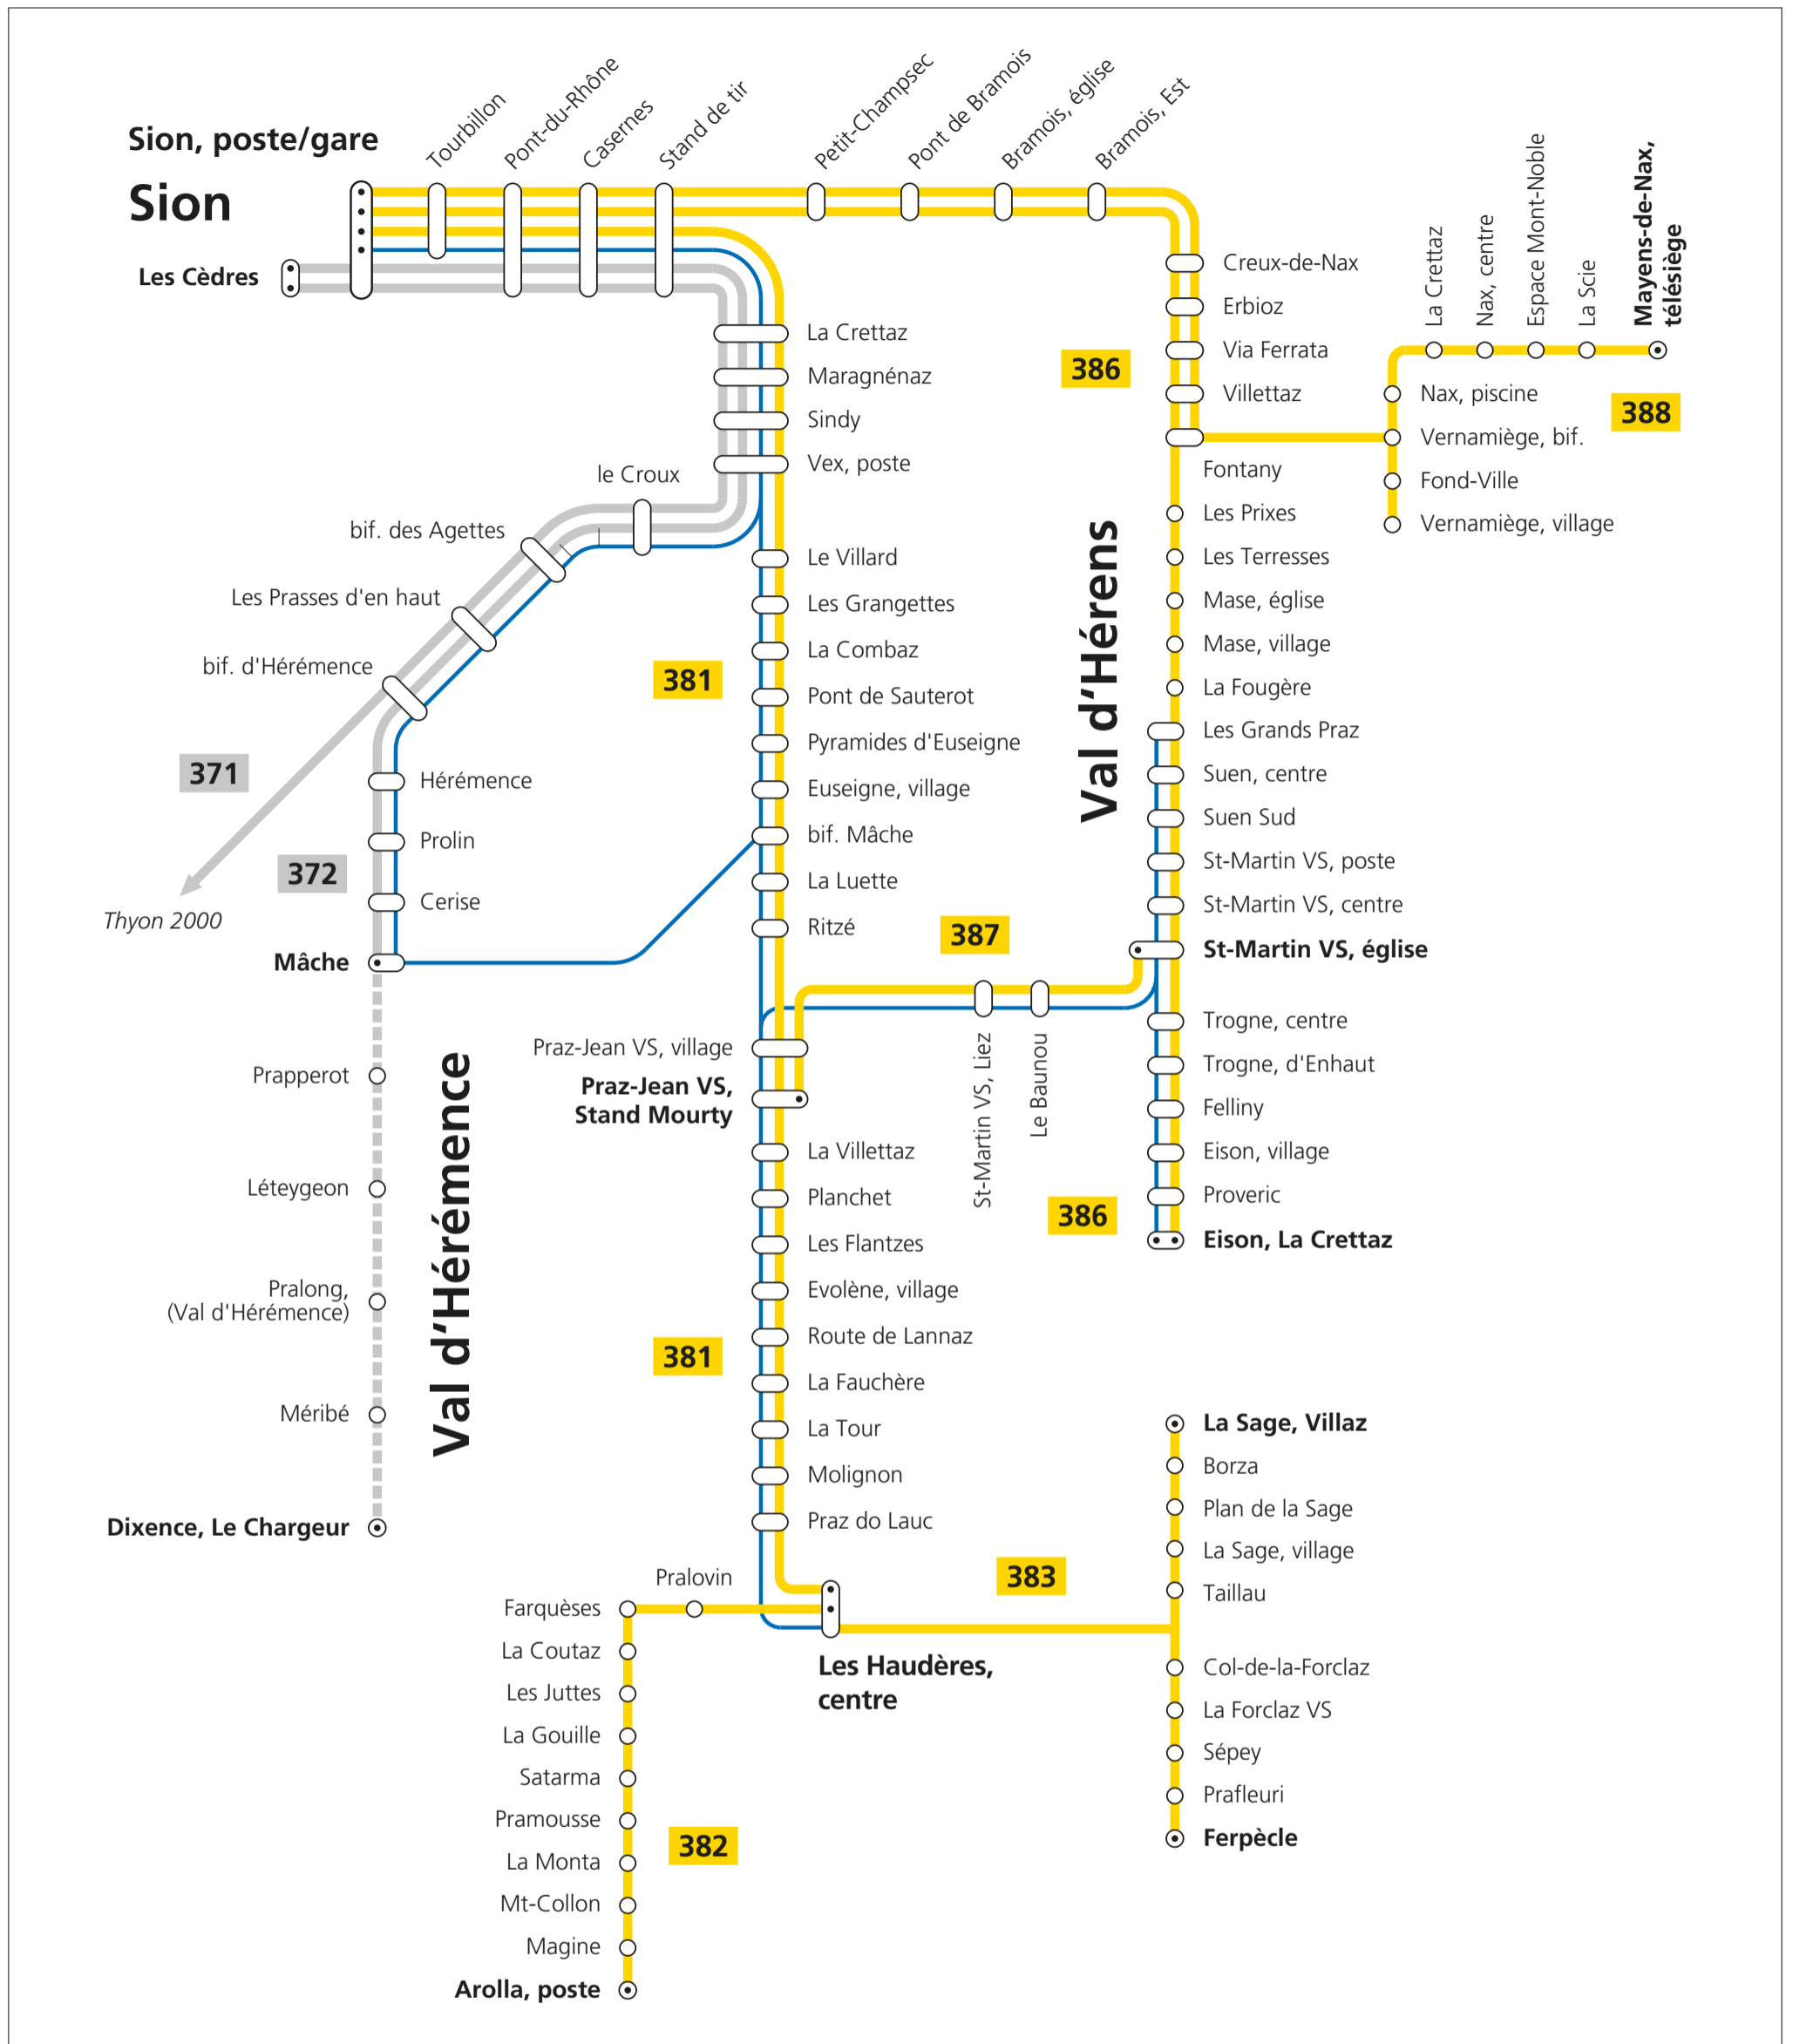 Sion, poste/gare
Sion
Les Cèdres
Tourbillon
Pont-du-Rhône
Casernes
Stand de tir
Petit-Champsec
Pont de Bramois
Bramois, église
Bramois, Est
Creux-de-Nax
Erbioz
Via Ferrata
Villettaz
386
Fontany
Les Prixes
Les Terresses
Mase, église
Mase, village
La Fougère
Les Grands Praz
Suen, centre
Suen Sud
St-Martin VS, poste
St-Martin VS, centre
St-Martin VS, église
Trogne, centre
Trogne, d'Enhaut
Felliny
Eison, village
Proveric
386
Eison, La Crettaz
La Crettaz
Nax, centre
Espace Mont-Noble
La Scie
Mayens-de-Nax,
télésiège
388
Nax, piscine
Vernamiège, bif.
Fond-Ville
Vernamiège, village
Val d‘Hérens
La Crettaz
Maragnénaz
Sindy
Vex, poste
le Croux
bif. des Agettes
Les Prasses d'en haut
bif. d'Hérémence
371
Thyon 2000
372
Hérémence
Prolin
Cerise
Mâche
Prapperot
Léteygeon
Pralong,
(Val d'Hérémence)
Méribé
Dixence, Le Chargeur
Val d‘Hérémence
Le Villard
Les Grangettes
La Combaz
381
Pont de Sauterot
Pyramides d'Euseigne
Euseigne, village
bif. Mâche
La Luette
Ritzé
387
St-Martin VS, Liez
Le Baunou
Praz-Jean VS, village
Praz-Jean VS,
Stand Mourty
La Villettaz
Planchet
Les Flantzes
Evolène, village
Route de Lannaz
381
La Fauchère
La Tour
Molignon
Praz do Lauc
Les Haudères,
centre
383
La Sage, Villaz
Borza
Plan de la Sage
La Sage, village
Taillau
Col-de-la-Forclaz
La Forclaz VS
Sépey
Prafleuri
Ferpècle
Pralovin
Farquèses
La Coutaz
Les Juttes
La Gouille
Satarma
Pramousse
382
La Monta
Mt-Collon
Magine
Arolla, poste